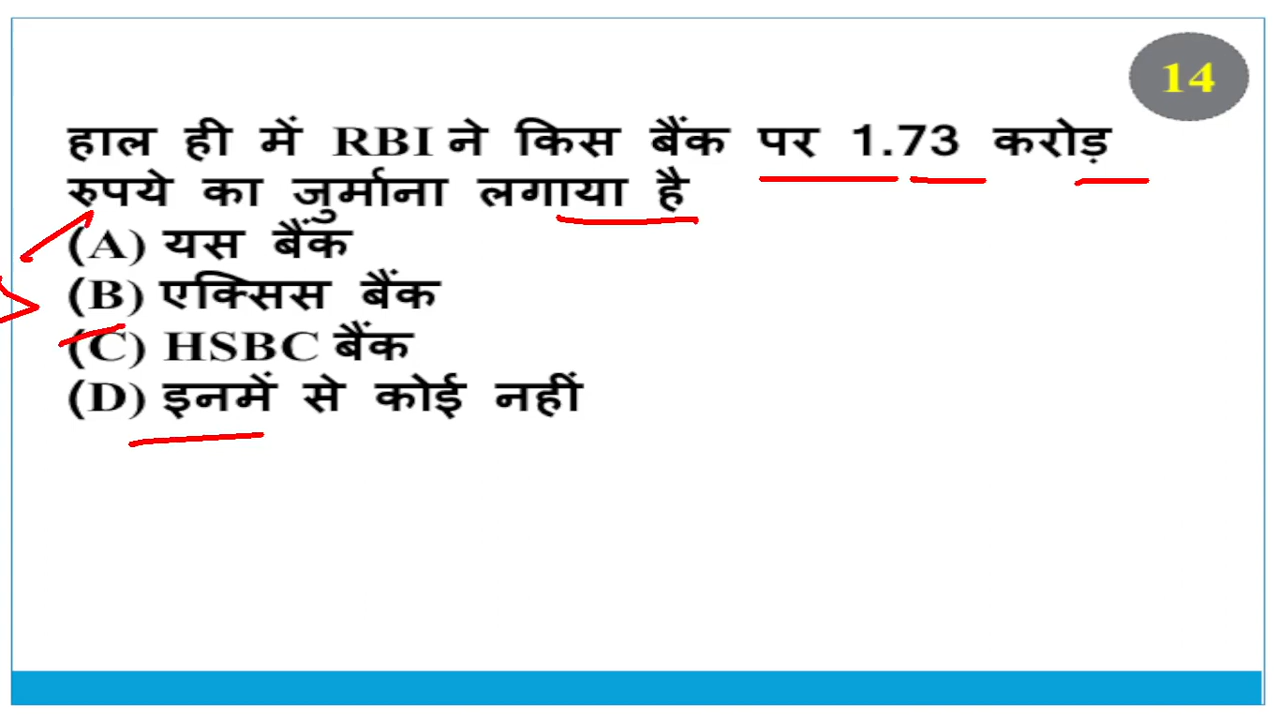 14
हाल ही में RBI ने किस बैंक पर 1.73 करोड़
रुपये का जुर्माना लगाया है
(A) यस बैंक
(B) एक्सिस बैंक
(C) HSBC बैंक
(D) इनमें से कोई नहीं